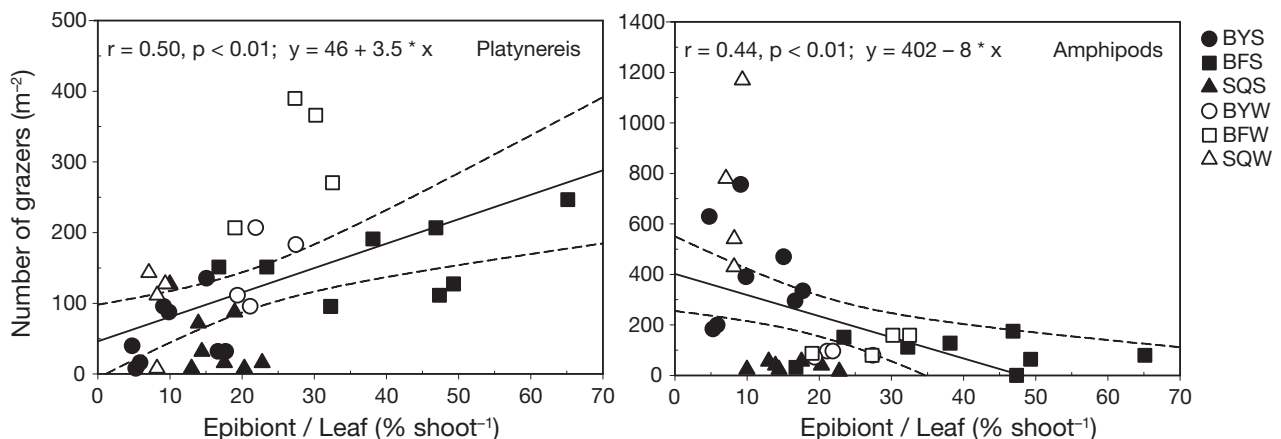 r = 0.50, p < 0.01; y = 46 + 3.5 * x
Platynereis
Number of grazers (m⁻²)
500
400
300
200
100
0
0 10 20 30 40 50 60 70
Epibiont / Leaf (% shoot⁻¹)
r = 0.44, p < 0.01; y = 402 – 8 * x
Amphipods
1400
1200
1000
800
600
400
200
0
0 10 20 30 40 50 60 70
Epibiont / Leaf (% shoot⁻¹)
BYS
BFS
SQS
BYW
BFW
SQW